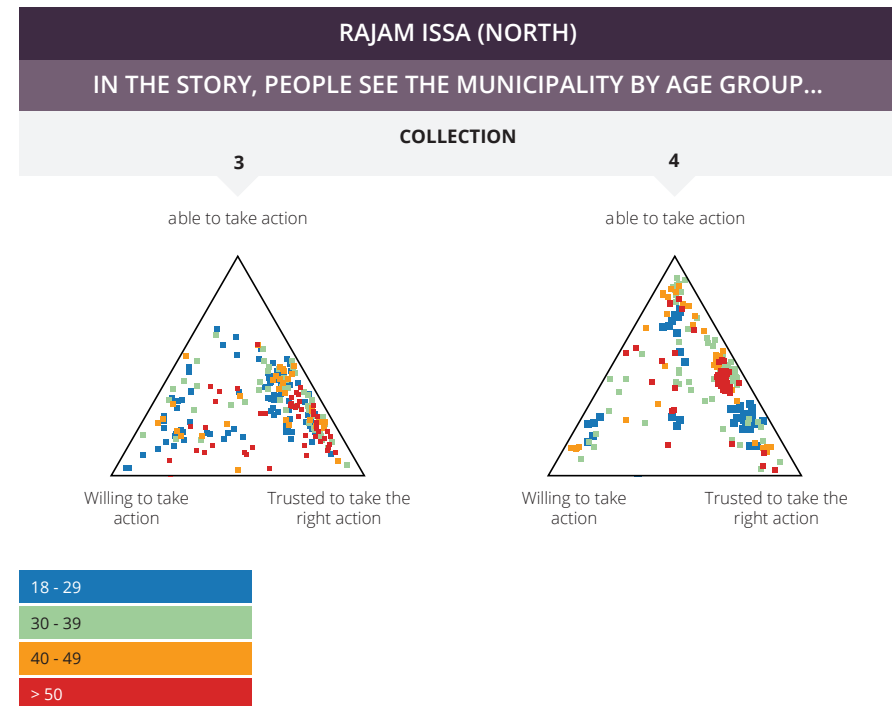 RAJAM ISSA (NORTH)
IN THE STORY, PEOPLE SEE THE MUNICIPALITY BY AGE GROUP...
COLLECTION
3
4
able to take action
able to take action
Willing to take
action
Trusted to take the
right action
Willing to take
action
Trusted to take the
right action
18 - 29
30 - 39
40 - 49
> 50